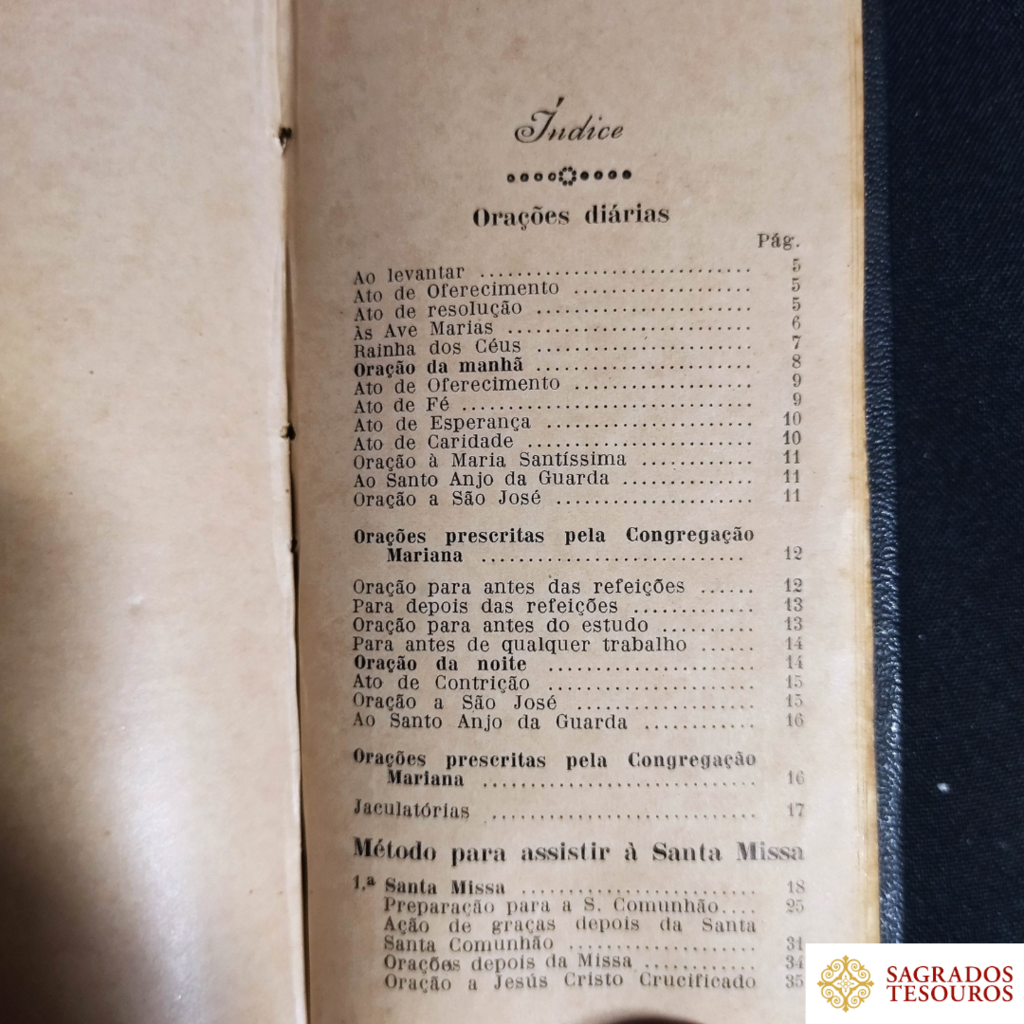 Índice
Orações diárias
Pág.
Ao levantar ............................ 5
Ato de Oferecimento ................... 5
Ato de resolução ....................... 5
Às Ave Marias .......................... 6
Rainha dos Céus ....................... 7
Oração da manhã ....................... 8
Ato de Oferecimento ................... 9
Ato de Fé .............................. 9
Ato de Esperança ...................... 10
Ato de Caridade ........................ 10
Oração à Maria Santíssima ............ 11
Ao Santo Anjo da Guarda ............. 11
Oração a São José .................... 11
Orações prescritas pela Congregação
Mariana ........................... 12
Oração para antes das refeições ...... 12
Para depois das refeições ............ 13
Oração para antes do estudo ......... 13
Para antes de qualquer trabalho ...... 14
Oração da noite ..................... 14
Ato de Contrição ..................... 15
Oração a São José .................. 15
Ao Santo Anjo da Guarda ........... 16
Orações prescritas pela Congregação
Mariana ............................ 16
Jaculatórias ........................... 17
Método para assistir à Santa Missa
1.ª Santa Missa ........................ 18
Preparação para a S. Comunhão.... 25
Ação de graças depois da Santa
Santa Comunhão ................... 31
Orações depois da Missa ........... 34
Oração a Jesús Cristo Crucificado 35
SAGRADOS
TESOUROS